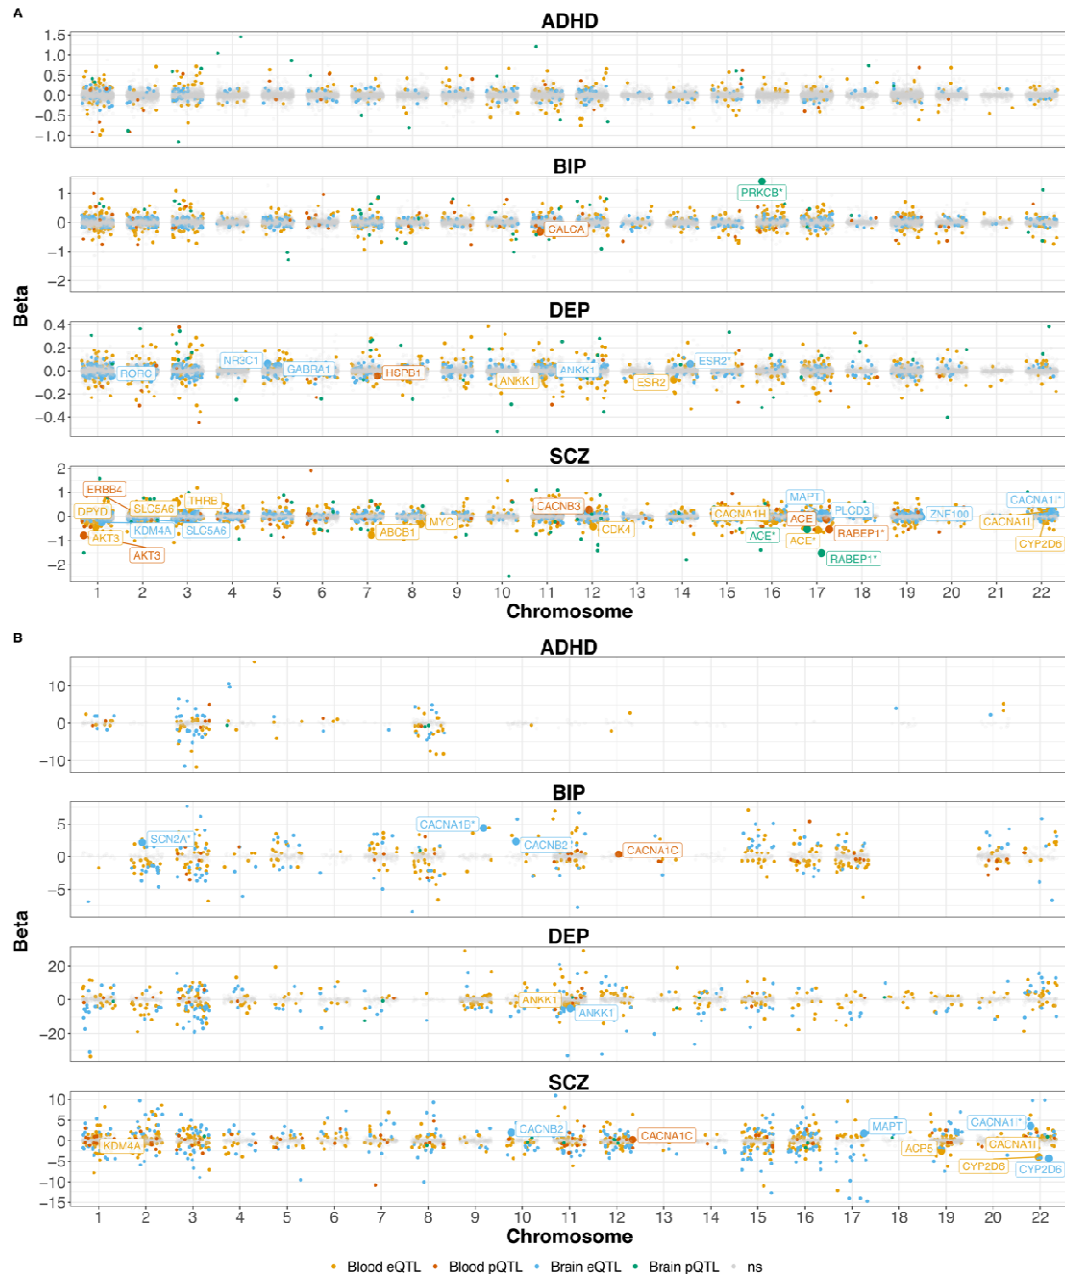 A
ADHD
1.5
1.0
0.5
0.0
−0.5
−1.0
BIP
1
0
−1
−2
PRKCB*
CALCA
DEP
0.4
0.2
0.0
−0.2
−0.4
RORC
NR3C1
GABRA1
HSPD1
ANKK1
ANKK1
ESR2
ESR2*
SCZ
2
1
0
−1
−2
ERBB4
DPYD
SLC5A6
THRB
AKT3
KDM4A
SLC5A6
AKT3
ABCB1
MYC
CACNB3
CDK4
CACNA1H
MAPT
ACE
PLCD3
ACE*
ACE*
RABEP1*
RABEP1*
ZNF100
CACNA1I*
CACNA1I
CYP2D6
1 2 3 4 5 6 7 8 9 10 11 12 13 14 15 16 17 18 19 20 21 22
Chromosome
Beta
B
ADHD
10
0
−10
BIP
5
0
−5
SCN2A*
CACNA1B*
CACNB2
CACNA1C
DEP
20
0
−20
ANKK1
ANKK1
SCZ
10
5
0
−5
−10
−15
KDM4A
CACNB2
CACNA1C
MAPT
CACNA1I*
CACNA1I
CYP2D6
CYP2D6
1 2 3 4 5 6 7 8 9 10 11 12 13 14 15 16 17 18 19 20 21 22
Chromosome
Beta
Blood eQTL Blood pQTL Brain eQTL Brain pQTL ns